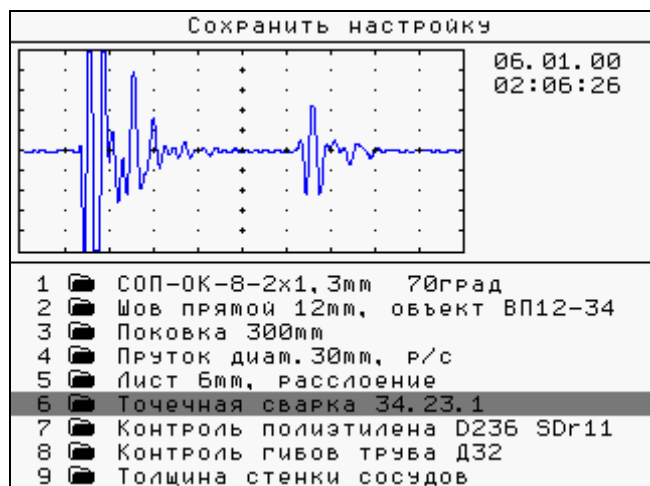 Сохранить настройку
06.01.00
02:06:26
1 СОП-ОК-8-2x1,3mm 70град
2 Шов прямой 12mm, объект ВП12-34
3 Поковка 300mm
4 Пруток диам.30mm, р/с
5 Лист 6mm, расслоение
6 Точечная сварка 34.23.1
7 Контроль полиэтилена D236 SDr11
8 Контроль гибов труба Д32
9 Толщина стенки сосудов